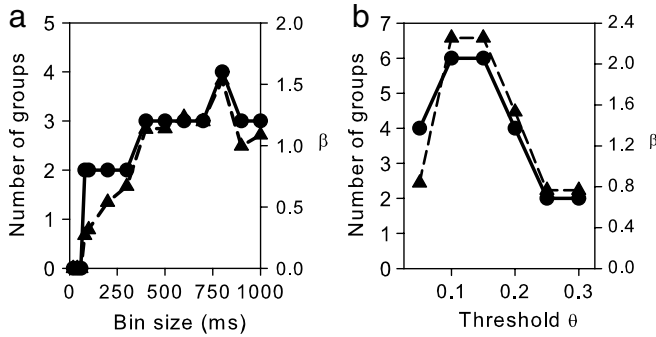 a
Number of groups
5
4
3
2
1
0
2.0
1.6
1.0
0.5
0.0
β
0 250 500 750 1000
Bin size (ms)
b
Number of groups
7
6
5
4
3
2
1
0
2.4
2.0
1.6
1.2
0.8
0.4
0.0
β
0.1 0.2 0.3
Threshold θ